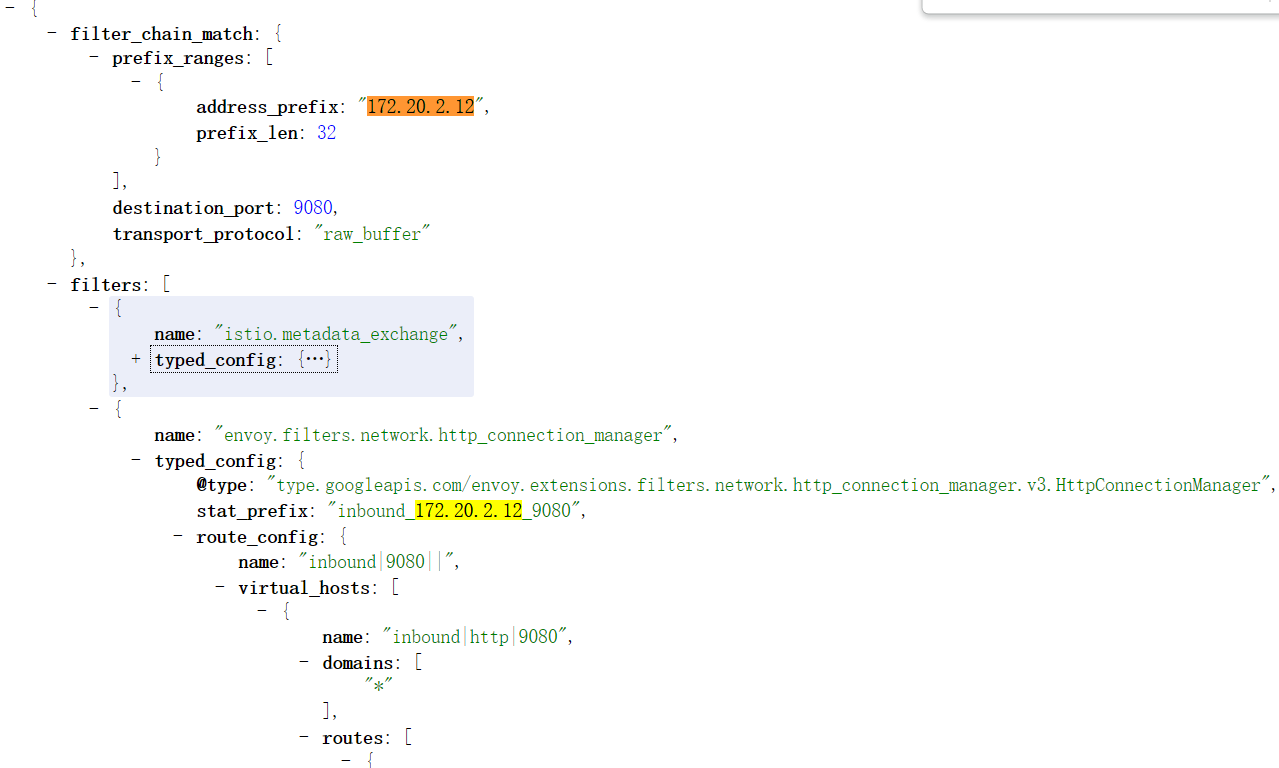 - {
- filter_chain_match: {
- prefix_ranges: [
- {
address_prefix: "172.20.2.12",
prefix_len: 32
}
],
destination_port: 9080,
transport_protocol: "raw_buffer"
},
- filters: [
- {
name: "istio.metadata_exchange",
+ typed_config: {…}
},
- {
name: "envoy.filters.network.http_connection_manager",
- typed_config: {
@type: "type.googleapis.com/envoy.extensions.filters.network.http_connection_manager.v3.HttpConnectionManager",
stat_prefix: "inbound_172.20.2.12_9080",
- route_config: {
name: "inbound|9080||",
- virtual_hosts: [
- {
name: "inbound|http|9080",
- domains: [
"*"
],
- routes: [
- {